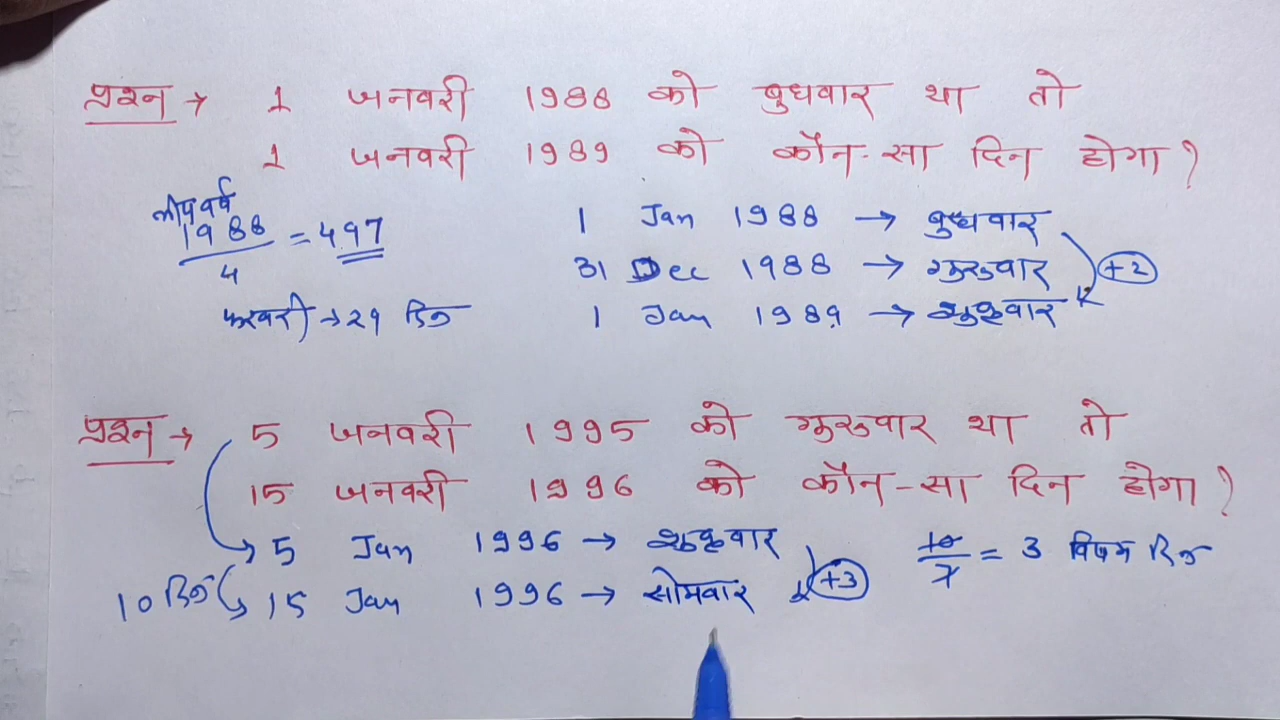 प्रश्न → 1 जनवरी 1988 को बुधवार था तो
1 जनवरी 1989 को कौन-सा दिन होगा?
लीप वर्ष
1988/4 = 497
फरवरी → 29 दिन
1 Jan 1988 → बुधवार
31 Dec 1988 → गुरुवार
1 Jan 1989 → शुक्रवार
+2
प्रश्न → 5 जनवरी 1995 को गुरुवार था तो
15 जनवरी 1996 को कौन-सा दिन होगा?
5 Jan 1996 → शुक्रवार
10 दिन 15 Jan 1996 → सोमवार
+3
10/7 = 3 विषम दिन